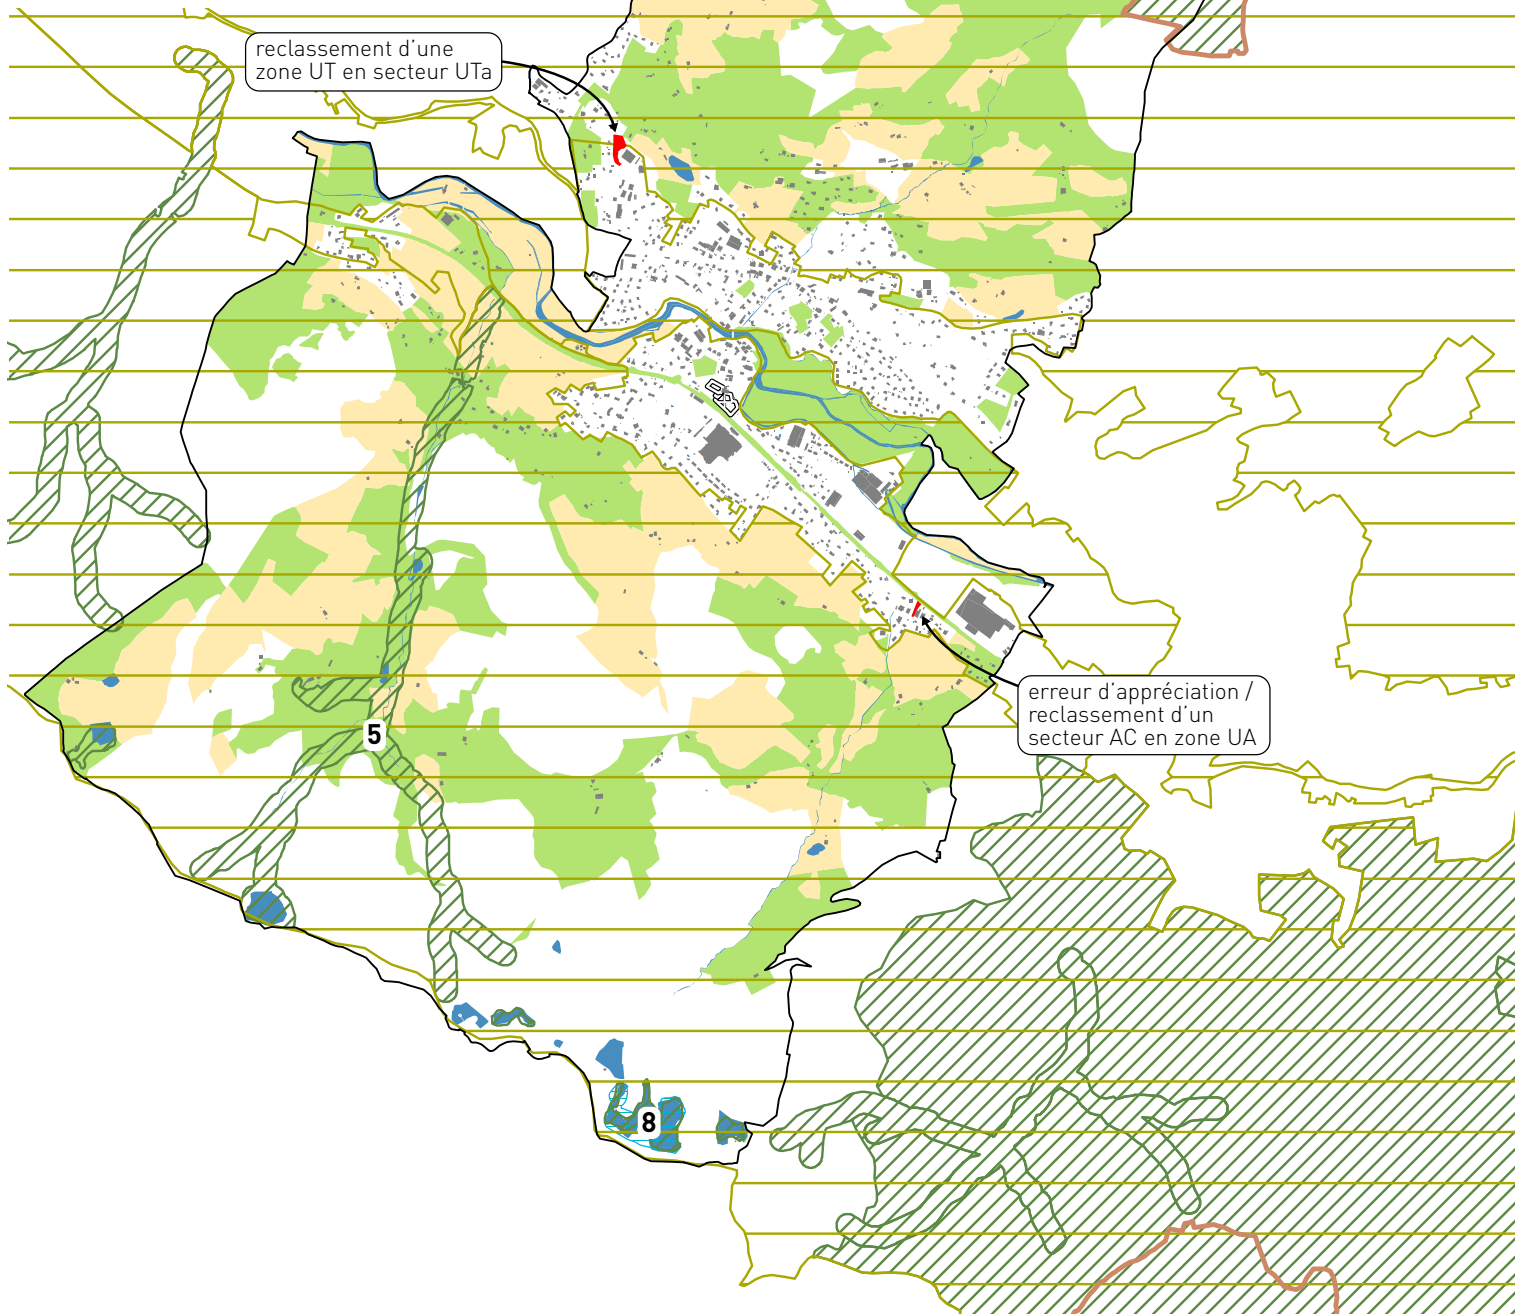 reclassement d'une
zone UT en secteur UTa
erreur d'appréciation /
reclassement d'un
secteur AC en zone UA
5
8